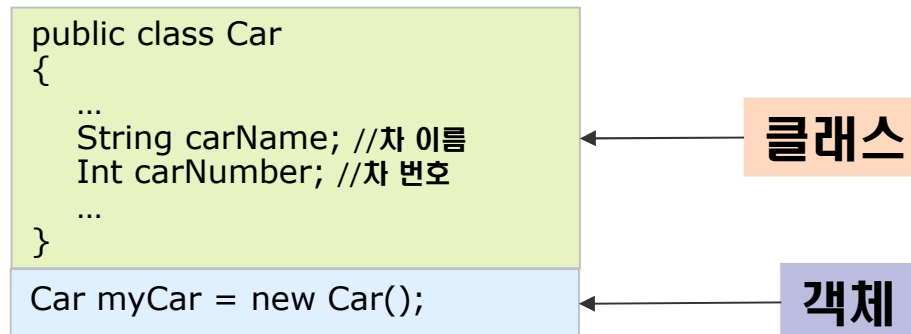 public class Car
{
…
String carName; //차 이름
Int carNumber; //차 번호
…
}
클래스
Car myCar = new Car();
객체